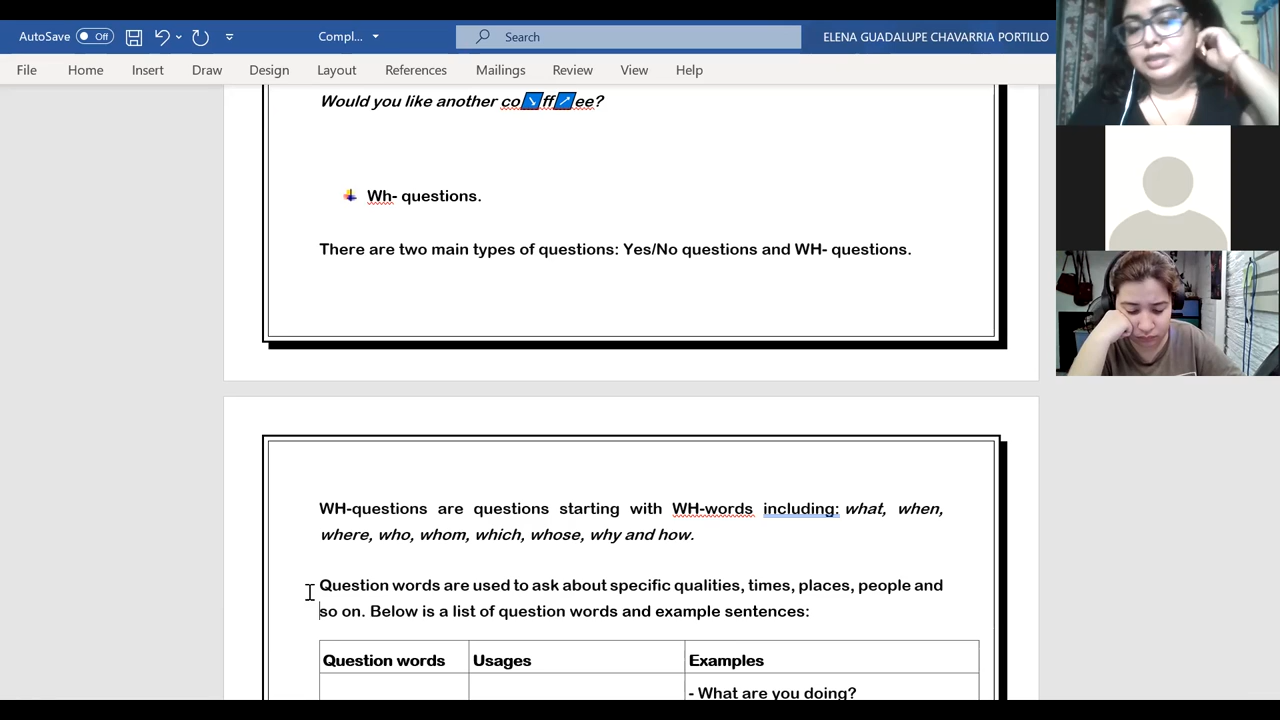 AutoSave Off Compl... Search ELENA GUADALUPE CHAVARRIA PORTILLO
File Home Insert Draw Design Layout References Mailings Review View Help
Would you like another co↘ff↗ee?
Wh- questions.
There are two main types of questions: Yes/No questions and WH- questions.
WH-questions are questions starting with WH-words including: what, when,
where, who, whom, which, whose, why and how.
Question words are used to ask about specific qualities, times, places, people and
so on. Below is a list of question words and example sentences:
Question words Usages Examples
- What are you doing?